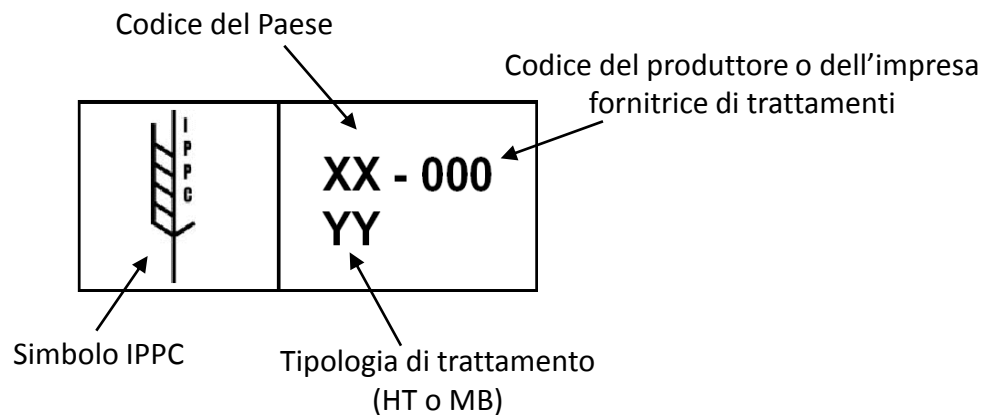 Codice del Paese
Codice del produttore o dell’impresa
fornitrice di trattamenti
I
P
P
C
XX - 000
YY
Simbolo IPPC
Tipologia di trattamento
(HT o MB)